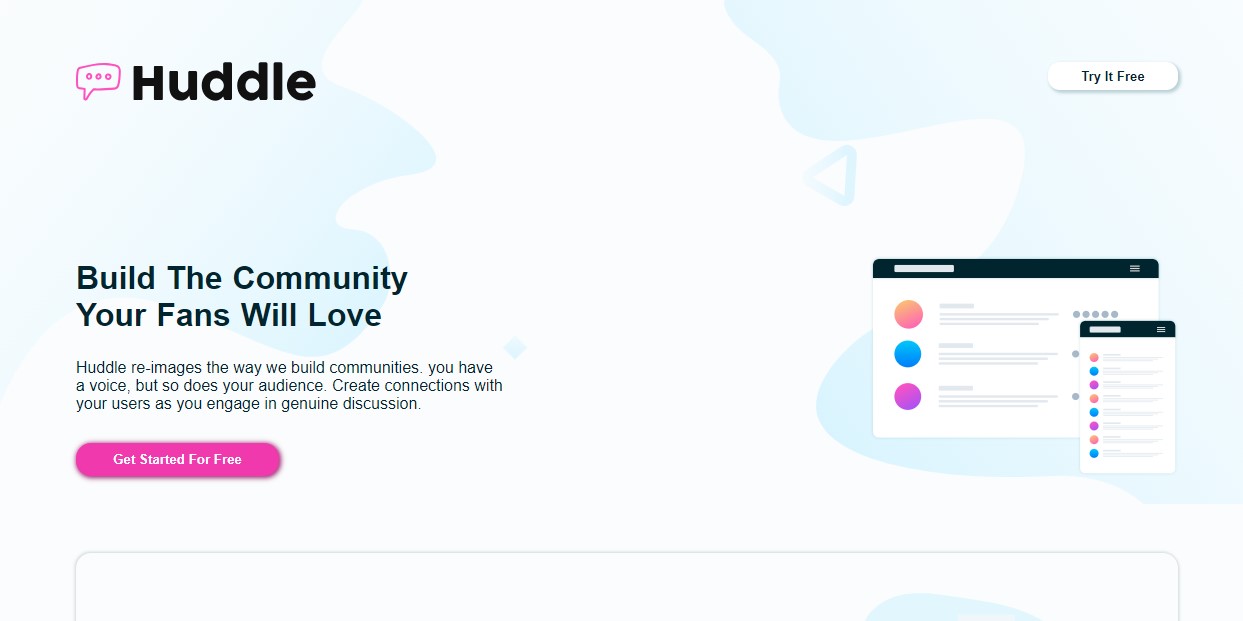 Huddle
Try It Free
Build The Community
Your Fans Will Love
Huddle re-images the way we build communities. you have
a voice, but so does your audience. Create connections with
your users as you engage in genuine discussion.
Get Started For Free